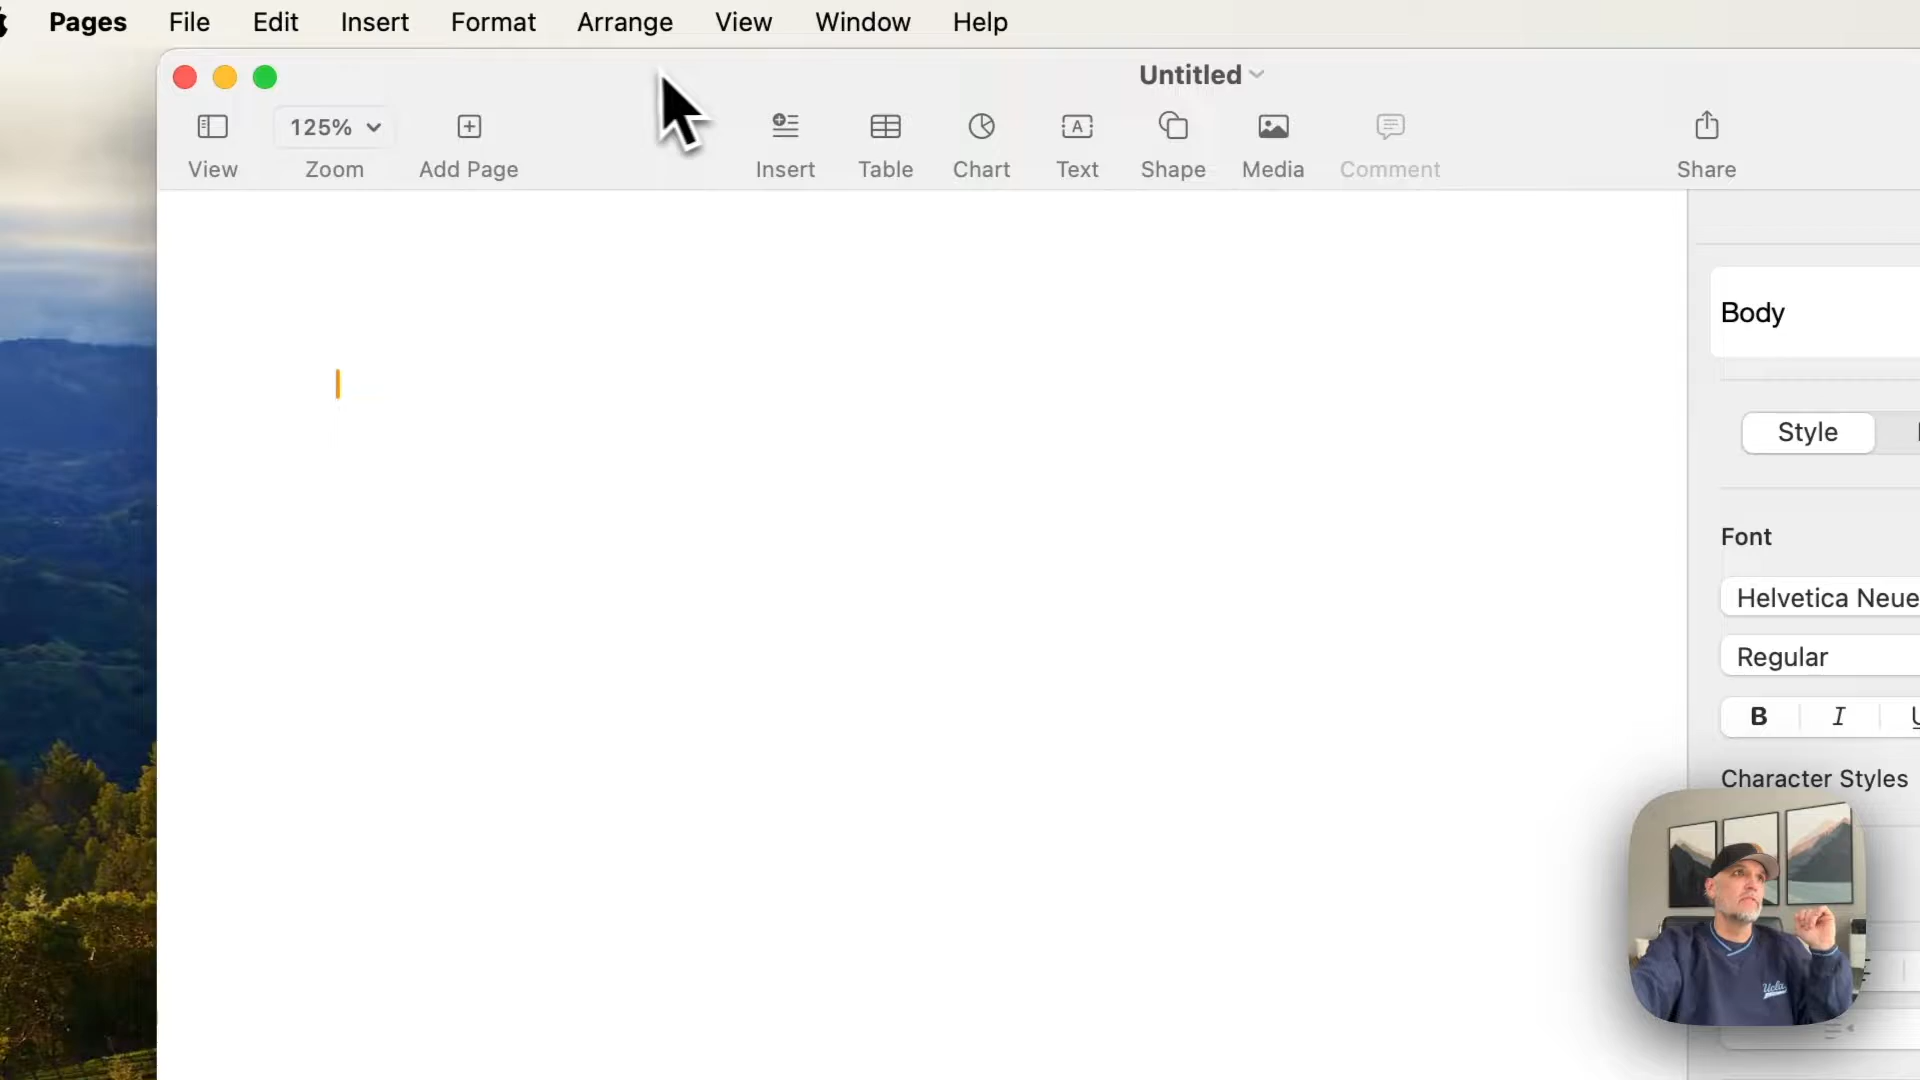 Pages File Edit Insert Format Arrange View Window Help
Untitled
125%
View Zoom Add Page Insert Table Chart Text Shape Media Comment Share
Body
Style
Font
Helvetica Neue
Regular
B I U
Character Styles
Ucla